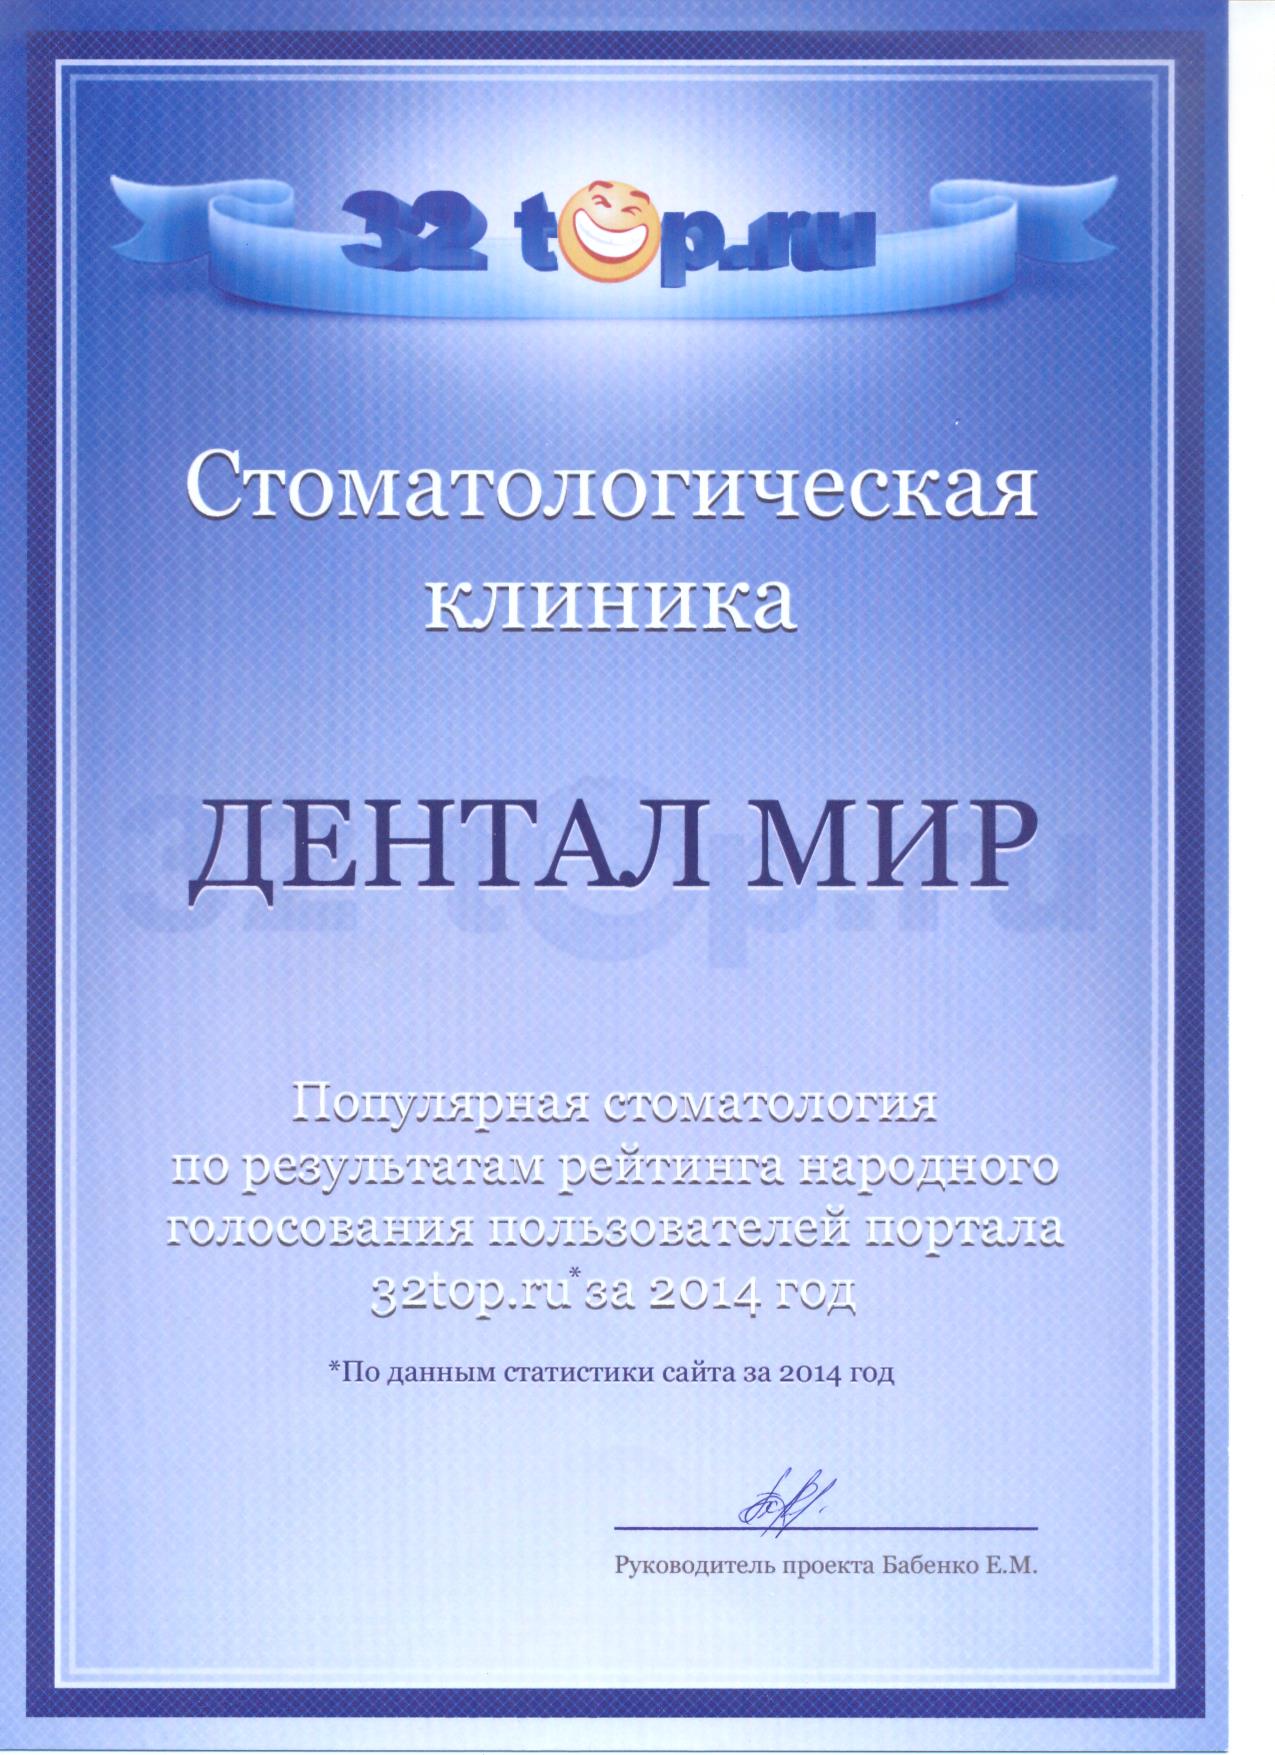 32 top.ru
Стоматологическая
клиника
ДЕНТАЛ МИР
Популярная стоматология
по результатам рейтинга народного
голосования пользователей портала
32top.ru* за 2014 год
*По данным статистики сайта за 2014 год
Руководитель проекта Бабенко Е.М.